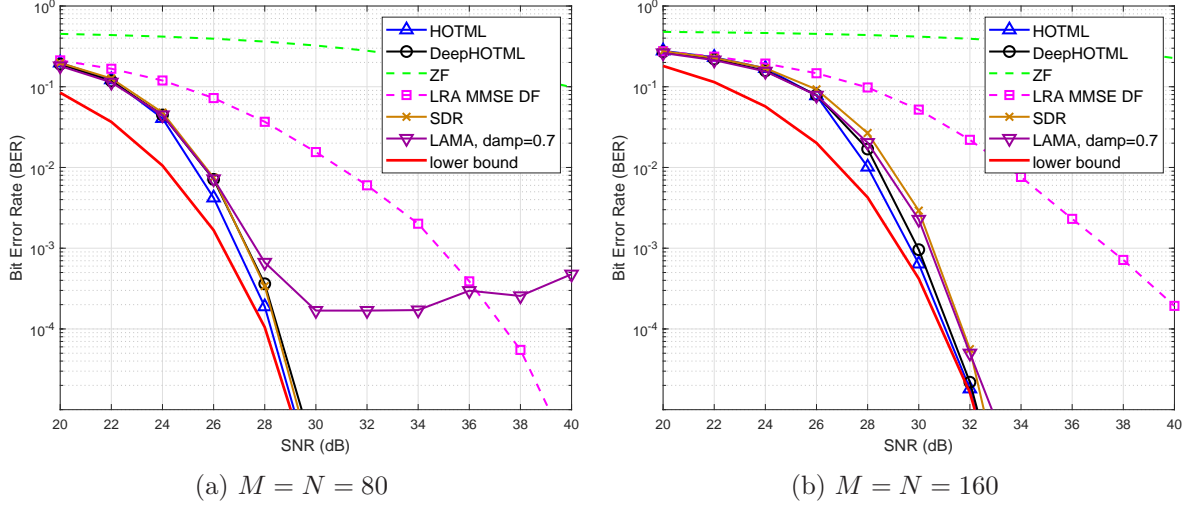 10^0
10^-1
10^-2
10^-3
10^-4
Bit Error Rate (BER)
20 22 24 26 28 30 32 34 36 38 40
SNR (dB)
HOTML
DeepHOTML
ZF
LRA MMSE DF
SDR
LAMA, damp=0.7
lower bound
(a) M = N = 80
10^0
10^-1
10^-2
10^-3
10^-4
Bit Error Rate (BER)
20 22 24 26 28 30 32 34 36 38 40
SNR (dB)
HOTML
DeepHOTML
ZF
LRA MMSE DF
SDR
LAMA, damp=0.7
lower bound
(b) M = N = 160